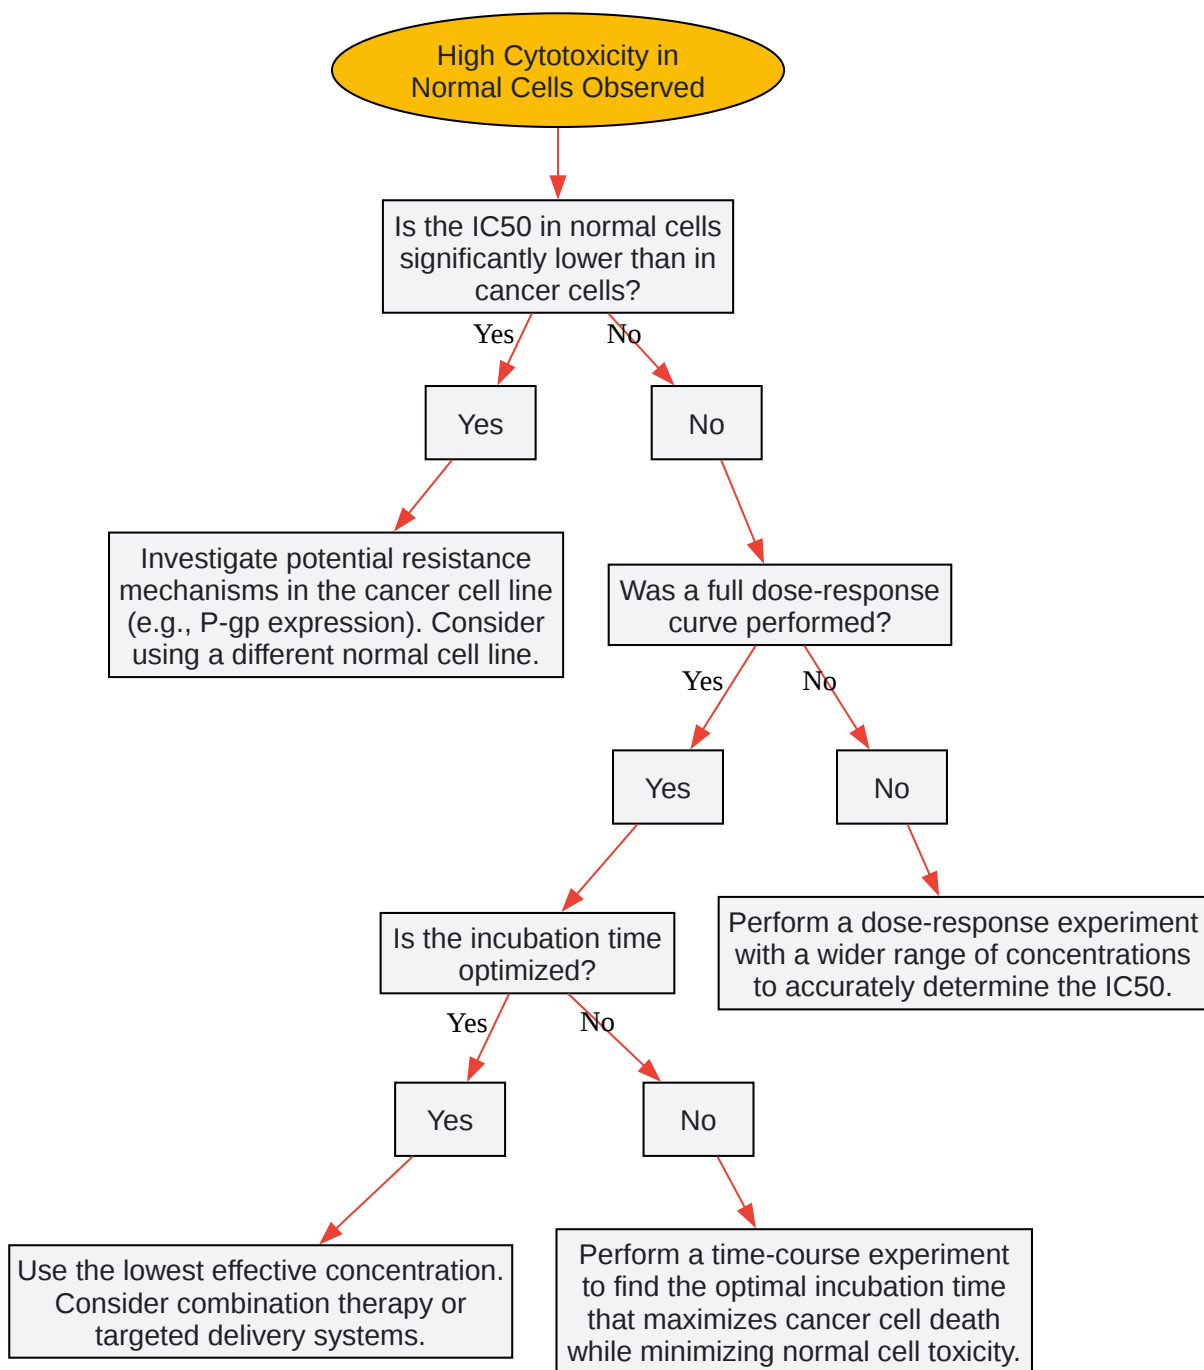 High Cytotoxicity in
Normal Cells Observed
Is the IC50 in normal cells
significantly lower than in
cancer cells?
Yes
No
Yes
No
Investigate potential resistance
mechanisms in the cancer cell line
(e.g., P-gp expression). Consider
using a different normal cell line.
Was a full dose-response
curve performed?
Yes
No
Yes
No
Is the incubation time
optimized?
Perform a dose-response experiment
with a wider range of concentrations
to accurately determine the IC50.
Yes
No
Yes
No
Use the lowest effective concentration.
Consider combination therapy or
targeted delivery systems.
Perform a time-course experiment
to find the optimal incubation time
that maximizes cancer cell death
while minimizing normal cell toxicity.